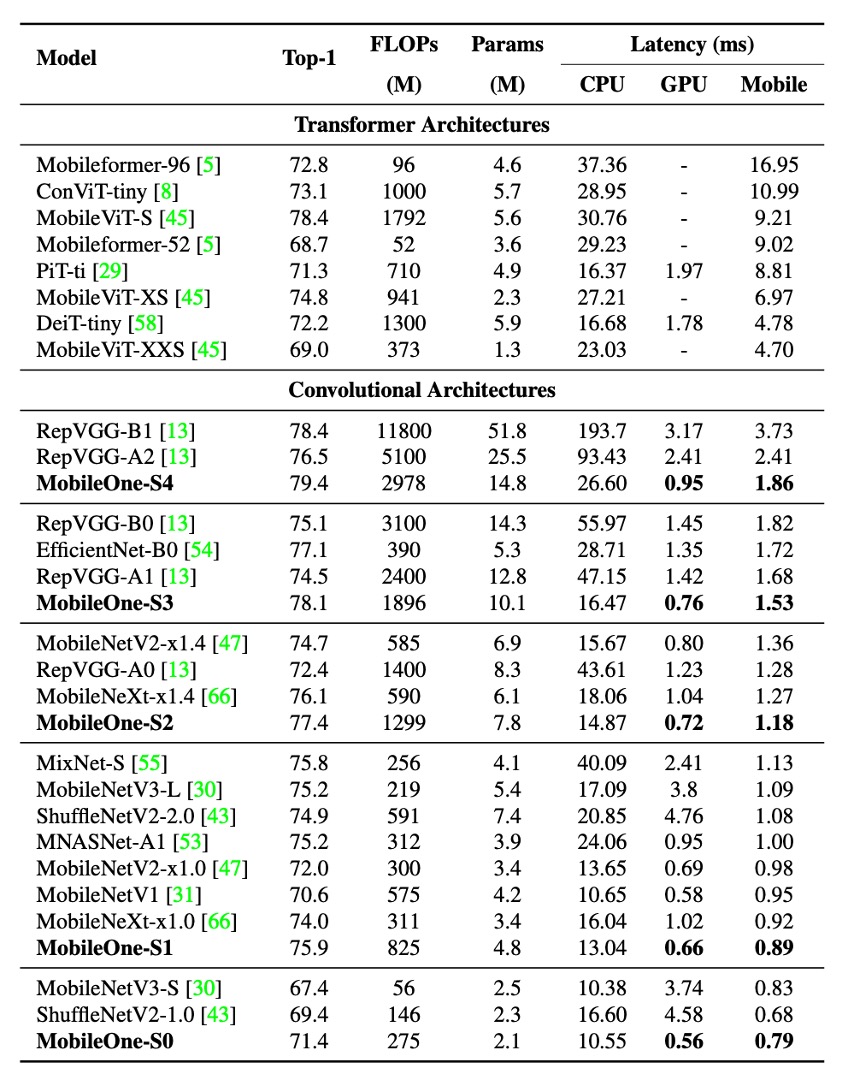 Model Top-1 FLOPs Params Latency (ms)
(M) (M) CPU GPU Mobile
Transformer Architectures
Mobileformer-96 [5] 72.8 96 4.6 37.36 - 16.95
ConViT-tiny [8] 73.1 1000 5.7 28.95 - 10.99
MobileViT-S [45] 78.4 1792 5.6 30.76 - 9.21
Mobileformer-52 [5] 68.7 52 3.6 29.23 - 9.02
PiT-ti [29] 71.3 710 4.9 16.37 1.97 8.81
MobileViT-XS [45] 74.8 941 2.3 27.21 - 6.97
DeiT-tiny [58] 72.2 1300 5.9 16.68 1.78 4.78
MobileViT-XXS [45] 69.0 373 1.3 23.03 - 4.70
Convolutional Architectures
RepVGG-B1 [13] 78.4 11800 51.8 193.7 3.17 3.73
RepVGG-A2 [13] 76.5 5100 25.5 93.43 2.41 2.41
MobileOne-S4 79.4 2978 14.8 26.60 0.95 1.86
RepVGG-B0 [13] 75.1 3100 14.3 55.97 1.45 1.82
EfficientNet-B0 [54] 77.1 390 5.3 28.71 1.35 1.72
RepVGG-A1 [13] 74.5 2400 12.8 47.15 1.42 1.68
MobileOne-S3 78.1 1896 10.1 16.47 0.76 1.53
MobileNetV2-x1.4 [47] 74.7 585 6.9 15.67 0.80 1.36
RepVGG-A0 [13] 72.4 1400 8.3 43.61 1.23 1.28
MobileNeXt-x1.4 [66] 76.1 590 6.1 18.06 1.04 1.27
MobileOne-S2 77.4 1299 7.8 14.87 0.72 1.18
MixNet-S [55] 75.8 256 4.1 40.09 2.41 1.13
MobileNetV3-L [30] 75.2 219 5.4 17.09 3.8 1.09
ShuffleNetV2-2.0 [43] 74.9 591 7.4 20.85 4.76 1.08
MNASNet-A1 [53] 75.2 312 3.9 24.06 0.95 1.00
MobileNetV2-x1.0 [47] 72.0 300 3.4 13.65 0.69 0.98
MobileNetV1 [31] 70.6 575 4.2 10.65 0.58 0.95
MobileNeXt-x1.0 [66] 74.0 311 3.4 16.04 1.02 0.92
MobileOne-S1 75.9 825 4.8 13.04 0.66 0.89
MobileNetV3-S [30] 67.4 56 2.5 10.38 3.74 0.83
ShuffleNetV2-1.0 [43] 69.4 146 2.3 16.60 4.58 0.68
MobileOne-S0 71.4 275 2.1 10.55 0.56 0.79